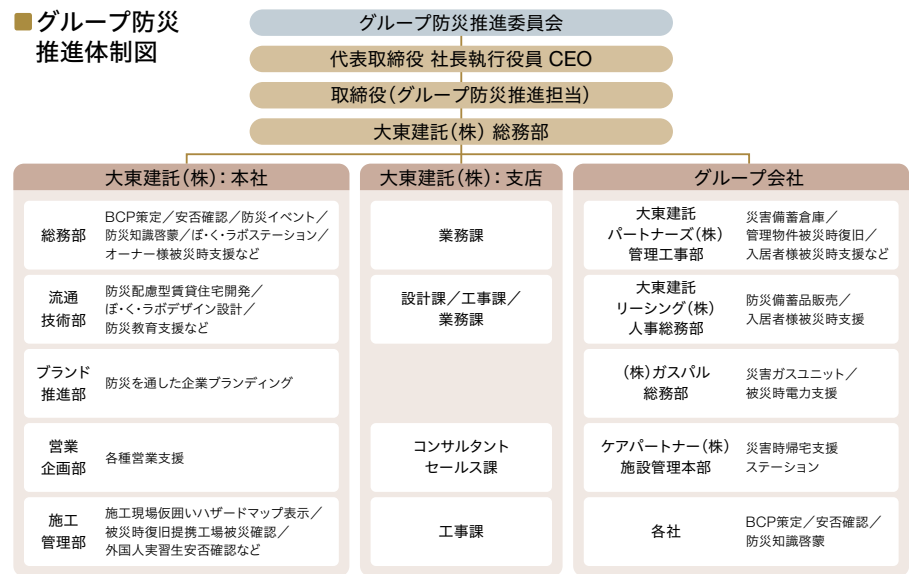 ■グループ防災
推進体制図
グループ防災推進委員会
代表取締役 社長執行役員 CEO
取締役(グループ防災推進担当)
大東建託(株) 総務部
大東建託(株):本社
総務部
BCP策定/安否確認/防災イベント/
防災知識啓蒙/ぼ・く・ラボステーション/
オーナー様被災時支援など
流通
技術部
防災配慮型賃貸住宅開発/
ぼ・く・ラボデザイン設計/
防災教育支援など
ブランド
推進部
防災を通した企業ブランディング
営業
企画部
各種営業支援
施工
管理部
施工現場仮囲いハザードマップ表示/
被災時復旧提携工場被災確認/
外国人実習生安否確認など
大東建託(株):支店
業務課
設計課/工事課/
業務課
コンサルタント
セールス課
工事課
グループ会社
大東建託
パートナーズ(株)
管理工事部
災害備蓄倉庫/
管理物件被災時復旧/
入居者様被災時支援など
大東建託
リーシング(株)
人事総務部
防災備蓄品販売/
入居者様被災時支援
(株)ガスパル
総務部
災害ガスユニット/
被災時電力支援
ケアパートナー(株)
施設管理本部
災害時帰宅支援
ステーション
各社
BCP策定/安否確認/
防災知識啓蒙